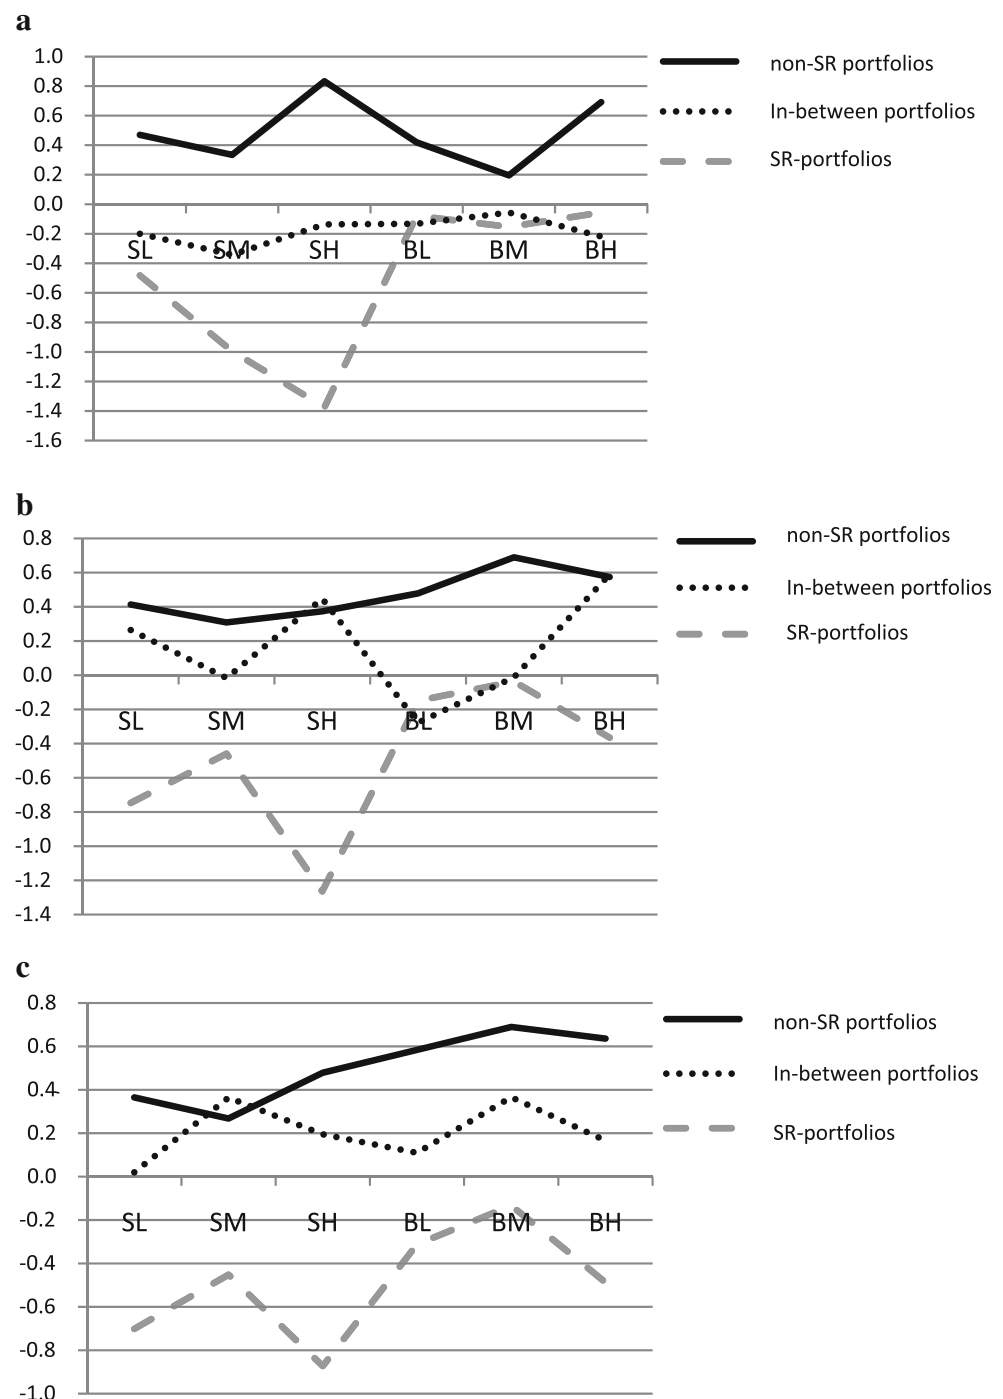 a
1.0
0.8
0.6
0.4
0.2
0.0
-0.2
-0.4
-0.6
-0.8
-1.0
-1.2
-1.4
-1.6
SL SM SH BL BM BH
non-SR portfolios
In-between portfolios
SR-portfolios
b
0.8
0.6
0.4
0.2
0.0
-0.2
-0.4
-0.6
-0.8
-1.0
-1.2
-1.4
SL SM SH BL BM BH
non-SR portfolios
In-between portfolios
SR-portfolios
c
0.8
0.6
0.4
0.2
0.0
-0.2
-0.4
-0.6
-0.8
-1.0
SL SM SH BL BM BH
non-SR portfolios
In-between portfolios
SR-portfolios